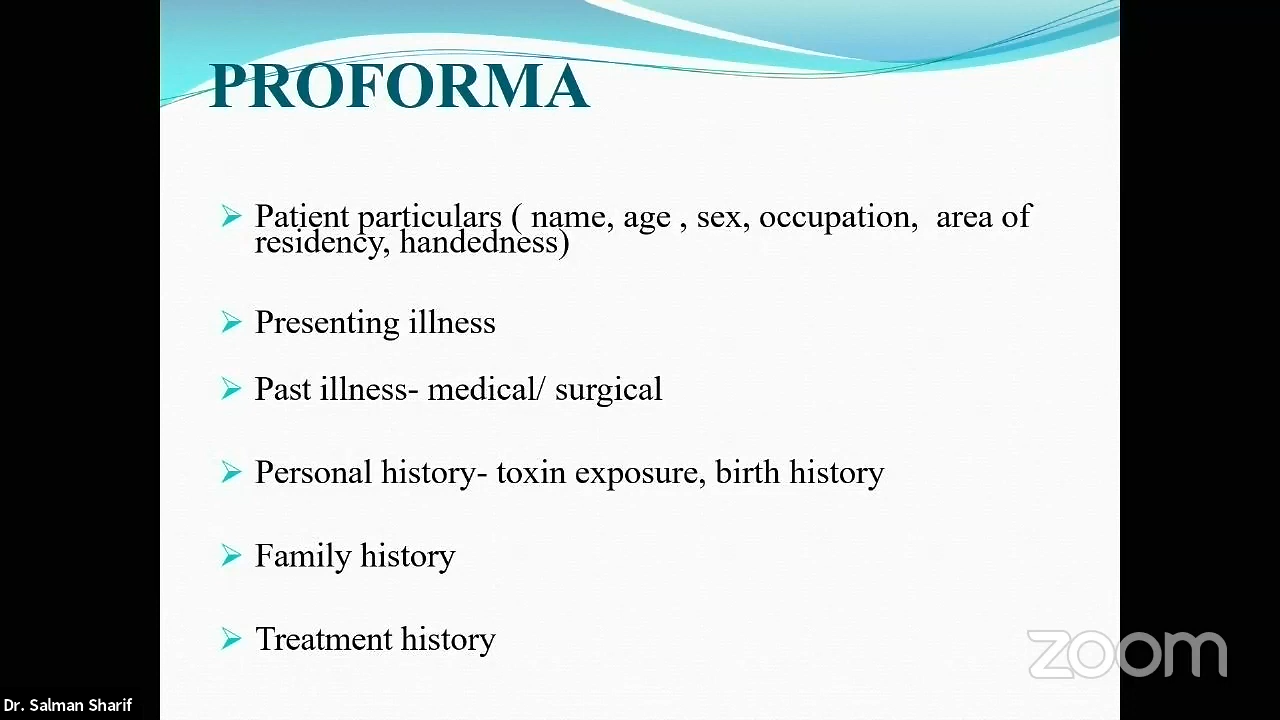 PROFORMA
Patient particulars ( name, age , sex, occupation,  area of
residency, handedness)
Presenting illness
Past illness- medical/ surgical
Personal history- toxin exposure, birth history
Family history
Treatment history
zoom
Dr. Salman Sharif